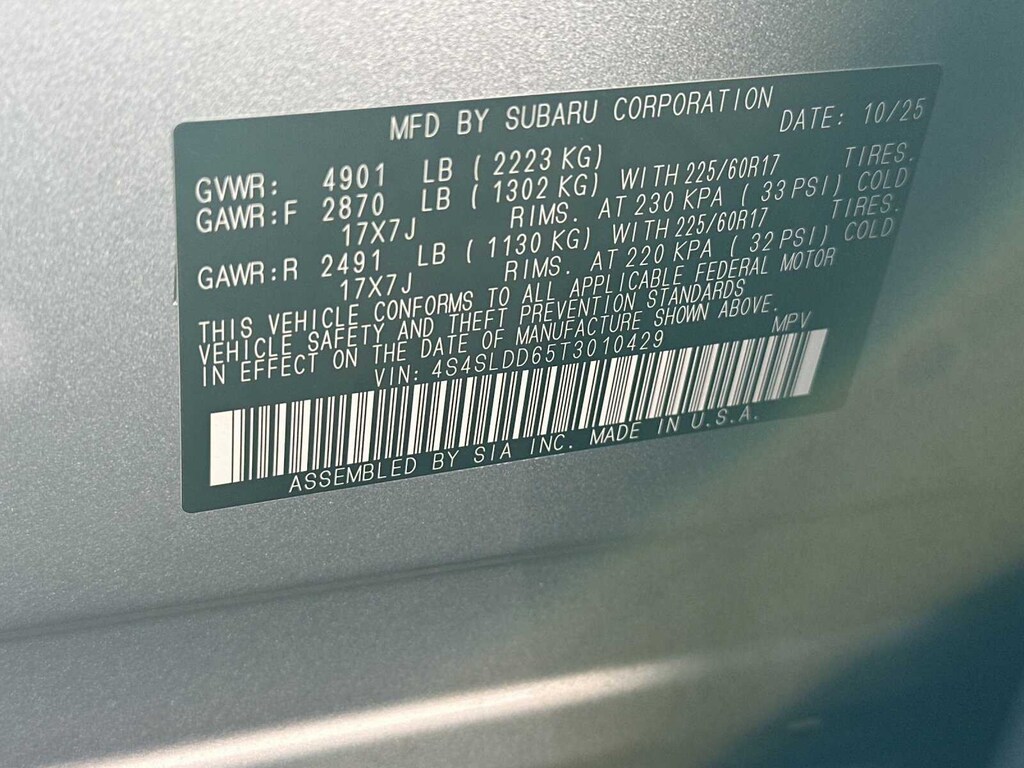 MFD BY SUBARU CORPORATION DATE: 10/25
GVWR: 4901 LB (2223 KG)
GAWR:F 2870 LB (1302 KG) WITH 225/60R17 TIRES.
17X7J RIMS. AT 230 KPA (33 PSI) COLD
GAWR:R 2491 LB (1130 KG) WITH 225/60R17 TIRES.
17X7J RIMS. AT 220 KPA (32 PSI) COLD
THIS VEHICLE CONFORMS TO ALL APPLICABLE FEDERAL MOTOR
VEHICLE SAFETY AND THEFT PREVENTION STANDARDS
IN EFFECT ON THE DATE OF MANUFACTURE SHOWN ABOVE.
VIN: 4S4SLDD65T3010429 MPV
ASSEMBLED BY SIA INC. MADE IN U.S.A.